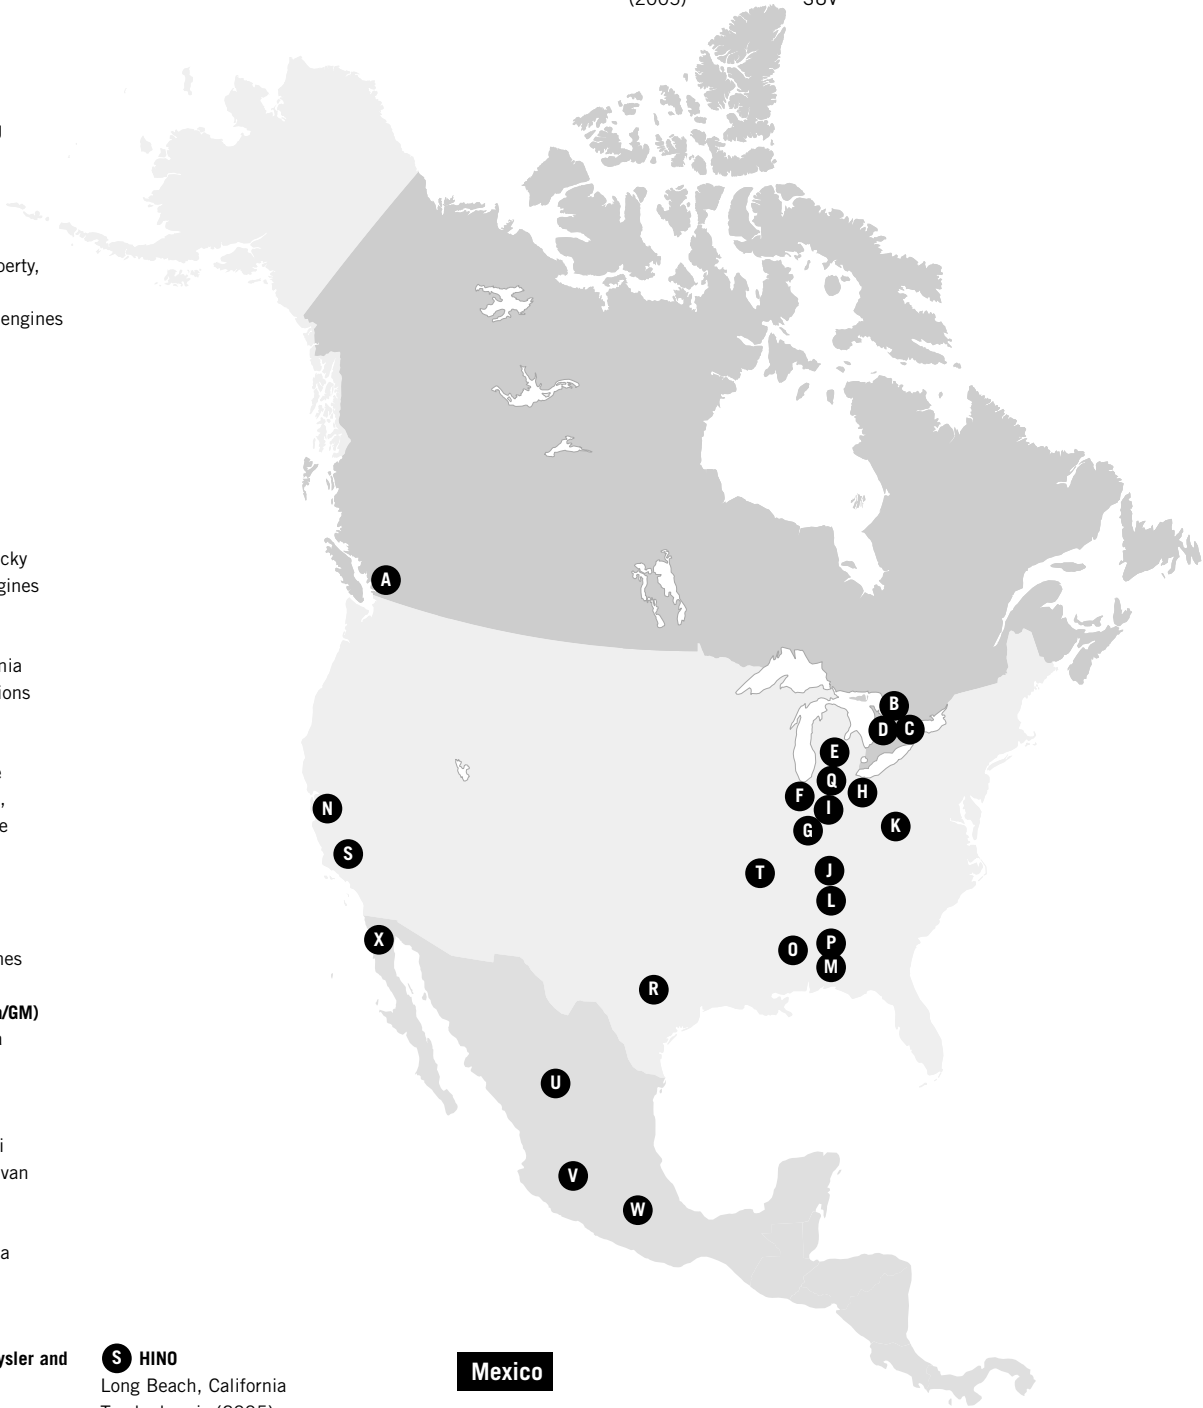 (2005)
SUV
perty,
engines
cky
gines
nia
ions
e
,
e
nes
a/GM)
a
i
van
a
ysler and
A
B
D C
E
Q
F
H
I
G
K
N
S
T
J
L
X
O
P
M
R
U
V
W
S HINO
Long Beach, California
Mexico